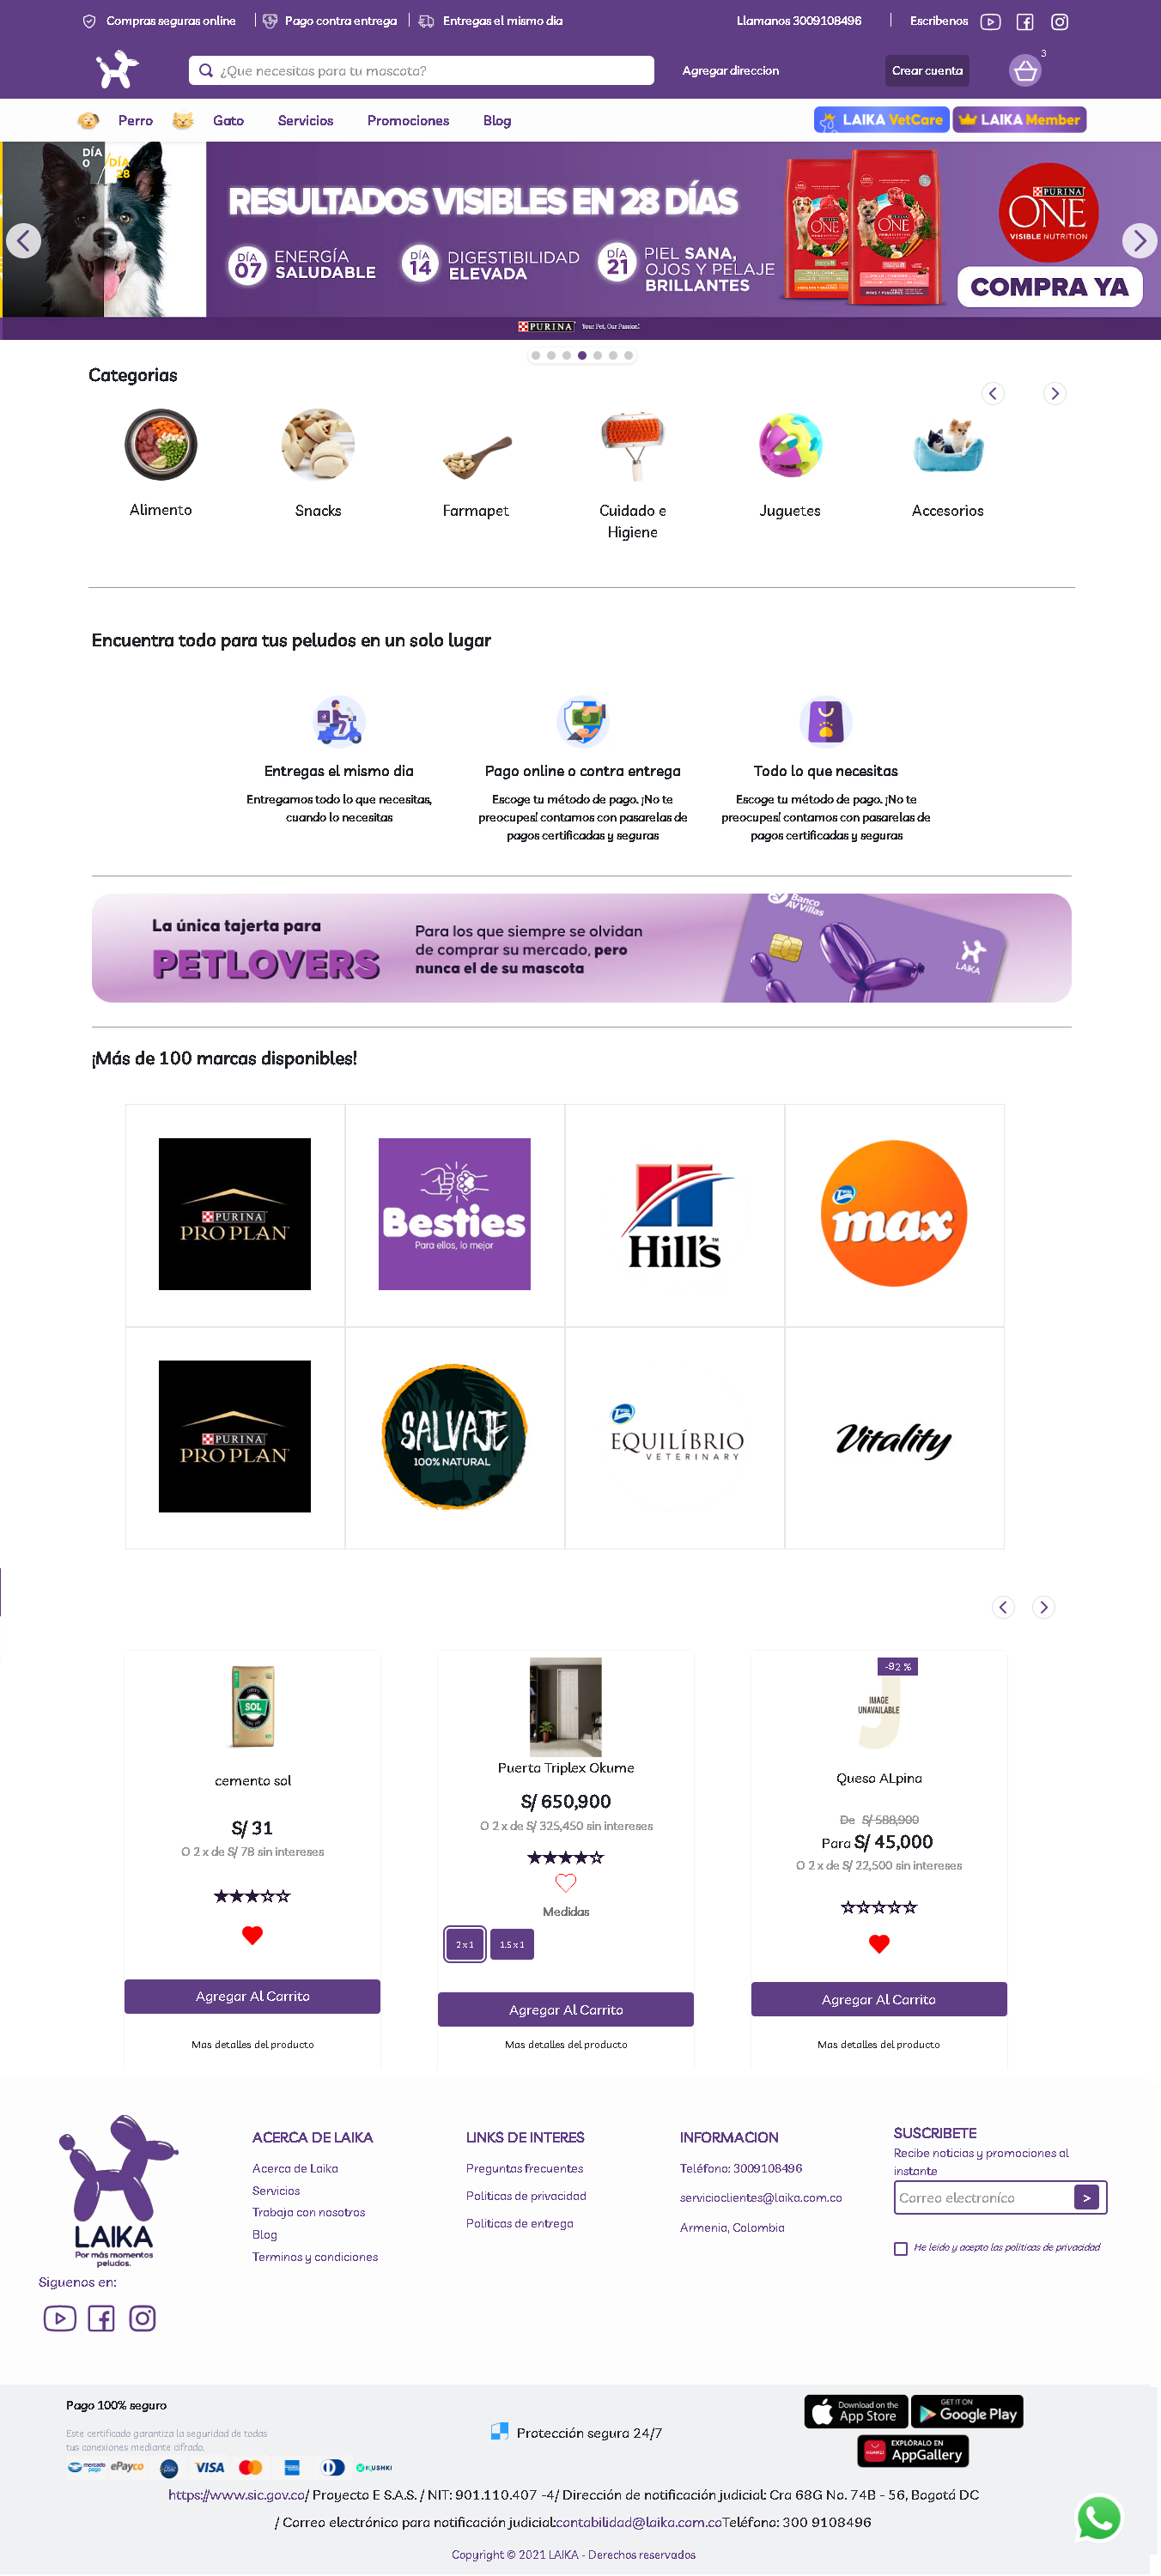 Compras seguras online
Pago contra entrega
Entregas el mismo dia
Llamanos 3009108496
Escribenos
¿Que necesitas para tu mascota?
Agregar direccion
Crear cuenta
3
Perro
Gato
Servicios
Promociones
Blog
LAIKA VetCare
LAIKA Member
DÍA 0 / DÍA 28
RESULTADOS VISIBLES EN 28 DÍAS
DÍA 07 ENERGÍA SALUDABLE
DÍA 14 DIGESTIBILIDAD ELEVADA
DÍA 21 PIEL SANA, OJOS Y PELAJE BRILLANTES
PURINA ONE VISIBLE NUTRITION
COMPRA YA
PURINA Your Pet, Our Passion.
Categorias
Alimento
Snacks
Farmapet
Cuidado e
Higiene
Juguetes
Accesorios
Encuentra todo para tus peludos en un solo lugar
Entregas el mismo dia
Entregamos todo lo que necesitas,
cuando lo necesitas
Pago online o contra entrega
Escoge tu método de pago. ¡No te
preocupes! contamos con pasarelas de
pagos certificadas y seguras
Todo lo que necesitas
Escoge tu método de pago. ¡No te
preocupes! contamos con pasarelas de
pagos certificadas y seguras
La única tajerta para
PETLOVERS
Para los que siempre se olvidan
de comprar su mercado, pero
nunca el de su mascota
Banco
AV Villas
LAIKA
¡Más de 100 marcas disponibles!
PURINA
PRO PLAN
Besties
Para ellos, lo mejor
Hill's
TOTAL
max
PURINA
PRO PLAN
SALVAJE
100% NATURAL
TOTAL
EQUILÍBRIO
VETERINARY
Vitality
SOL
cemento sol
S/ 31
O 2 x de S/ 78 sin intereses
★★★☆☆
Agregar Al Carrito
Mas detalles del producto
Puerta Triplex Okume
S/ 650,900
O 2 x de S/ 325,450 sin intereses
★★★★☆
Medidas
2 x 1
1.5 x 1
Agregar Al Carrito
Mas detalles del producto
-92 %
IMAGE
UNAVAILABLE
Queso ALpina
De S/ 588,900
Para S/ 45,000
O 2 x de S/ 22,500 sin intereses
☆☆☆☆☆
Agregar Al Carrito
Mas detalles del producto
LAIKA
Por más momentos
peludos.
Siguenos en:
ACERCA DE LAIKA
Acerca de Laika
Servicios
Trabaja con nosotros
Blog
Terminos y condiciones
LINKS DE INTERES
Preguntas frecuentes
Politicas de privacidad
Politicas de entrega
INFORMACION
Teléfono: 3009108496
servicioclientes@laika.com.co
Armenia, Colombia
SUSCRIBETE
Recibe noticias y promociones al
instante
Correo electroníco
>
He leido y acepto las politicas de privacidad
Pago 100% seguro
Este certificado garantiza la seguridad de todas
tus conexiones mediante cifrado.
mercado pago
ePayco
VISA
KUSHKI
Protección segura 24/7
Download on the
App Store
GET IT ON
Google Play
EXPLÓRALO EN
AppGallery
https://www.sic.gov.co/ Proyecto E S.A.S. / NIT: 901.110.407 -4/ Dirección de notificación judicial: Cra 68G No. 74B - 56, Bogotá DC
/ Correo electrónico para notificación judicial:contabilidad@laika.com.coTeléfono: 300 9108496
Copyright © 2021 LAIKA - Derechos reservados